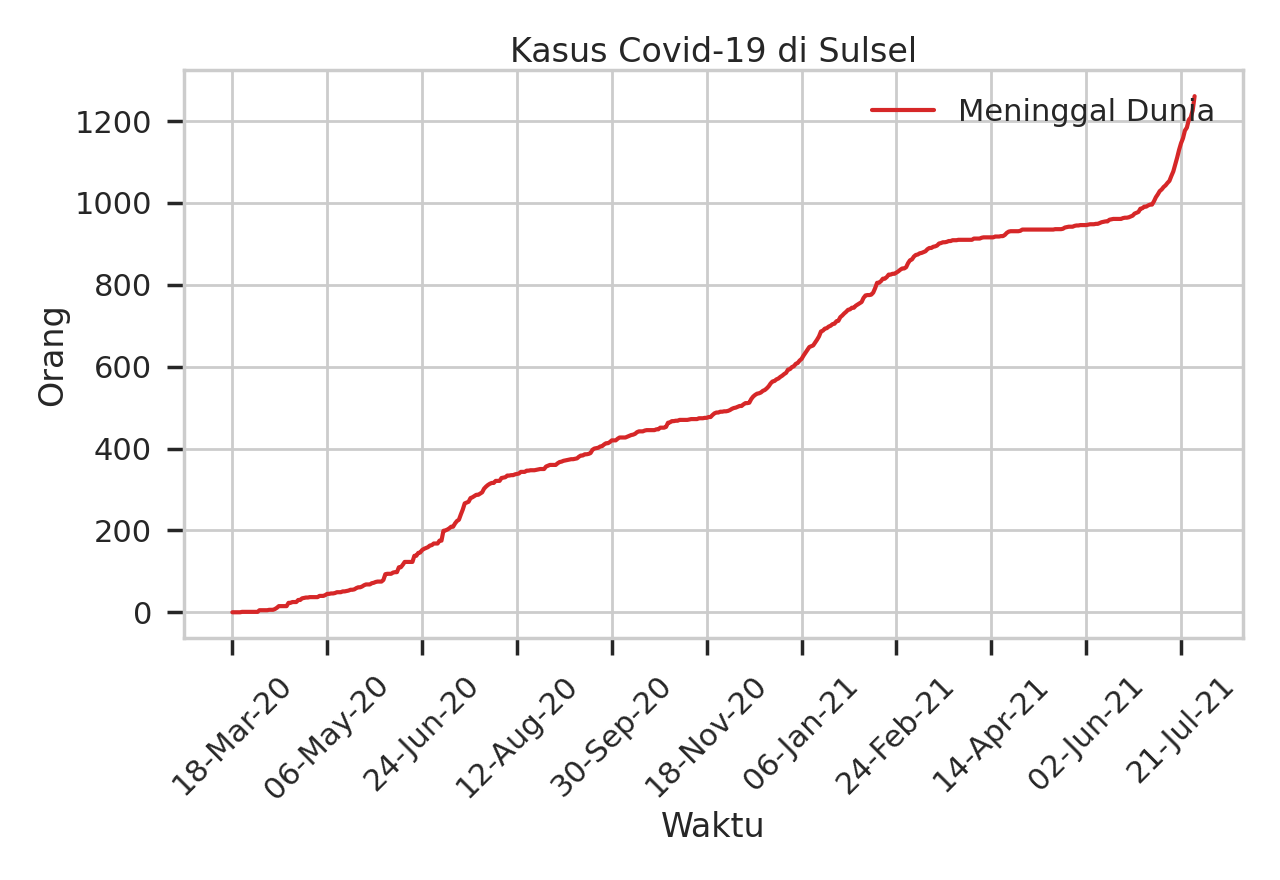 Kasus Covid-19 di Sulsel
Meninggal Dunia
1200
1000
800
600
400
200
0
Orang
18-Mar-20
06-May-20
24-Jun-20
12-Aug-20
30-Sep-20
18-Nov-20
06-Jan-21
24-Feb-21
14-Apr-21
02-Jun-21
21-Jul-21
Waktu